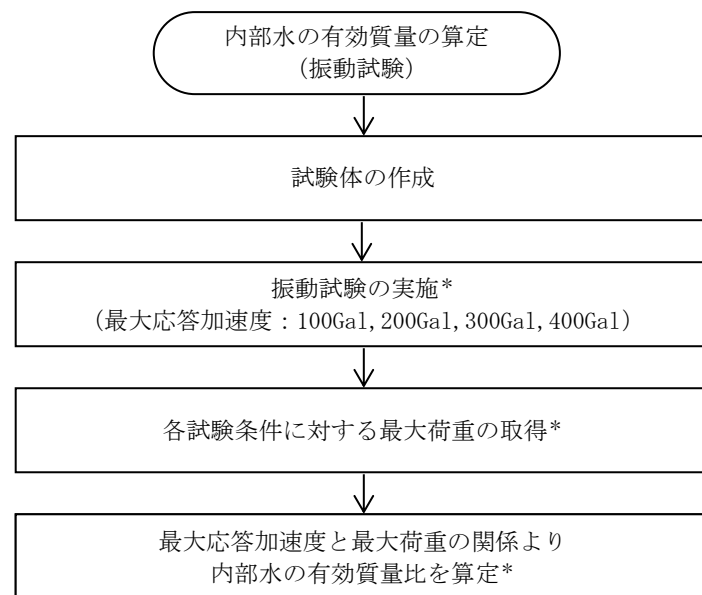 内部水の有効質量の算定
（振動試験）
試験体の作成
振動試験の実施*
（最大応答加速度：100Gal,200Gal,300Gal,400Gal）
各試験条件に対する最大荷重の取得*
最大応答加速度と最大荷重の関係より
内部水の有効質量比を算定*